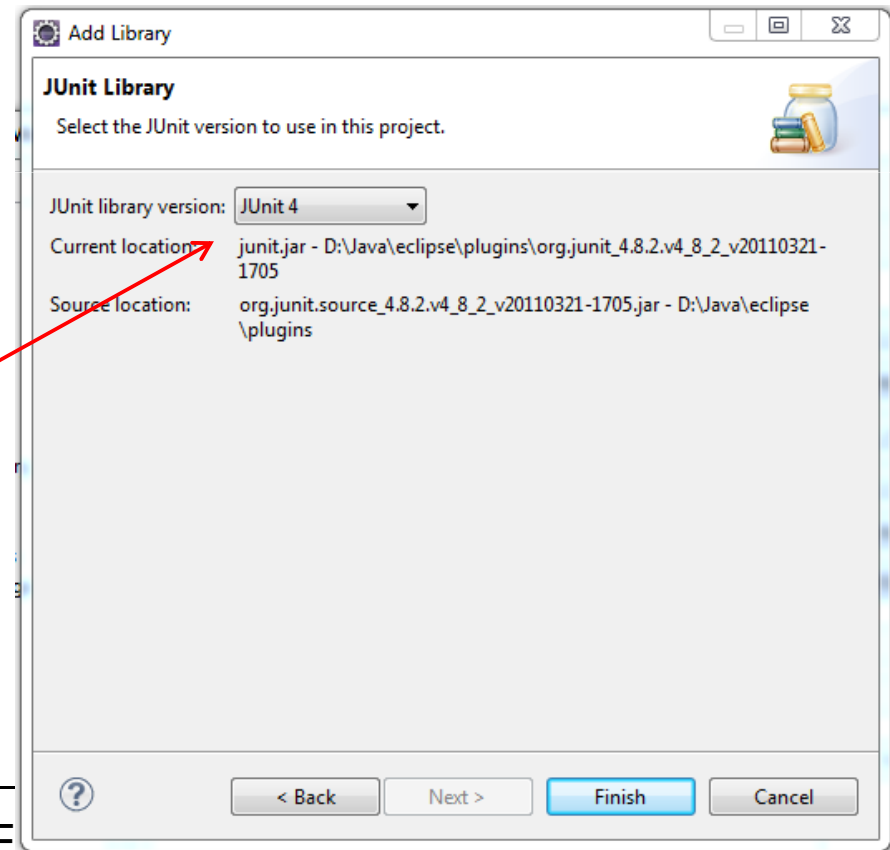 Add Library
JUnit Library
Select the JUnit version to use in this project.
JUnit library version: JUnit 4
Current location: junit.jar - D:\Java\eclipse\plugins\org.junit_4.8.2.v4_8_2_v20110321-
1705
Source location: org.junit.source_4.8.2.v4_8_2_v20110321-1705.jar - D:\Java\eclipse
\plugins
? < Back Next > Finish Cancel